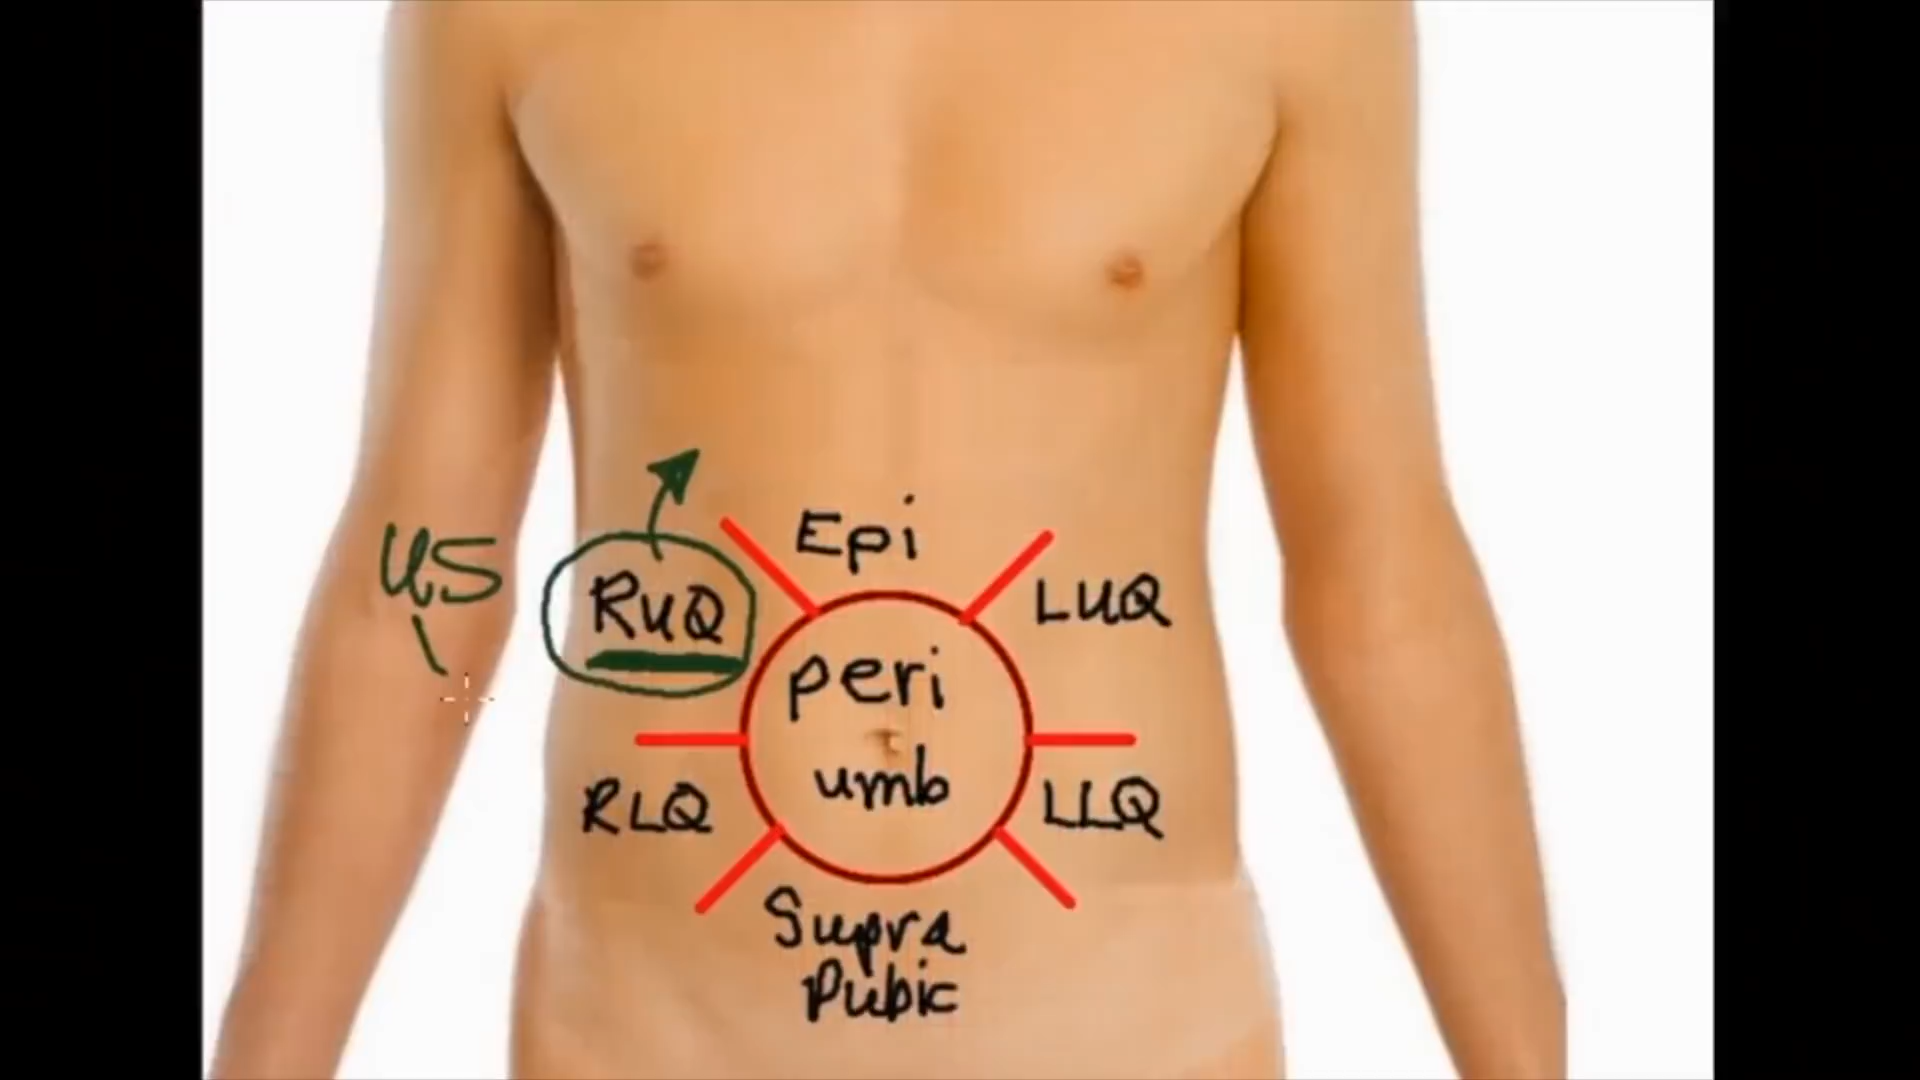 Epi
US
RUQ
LUQ
peri
umb
RLQ
LLQ
Supra
Pubic